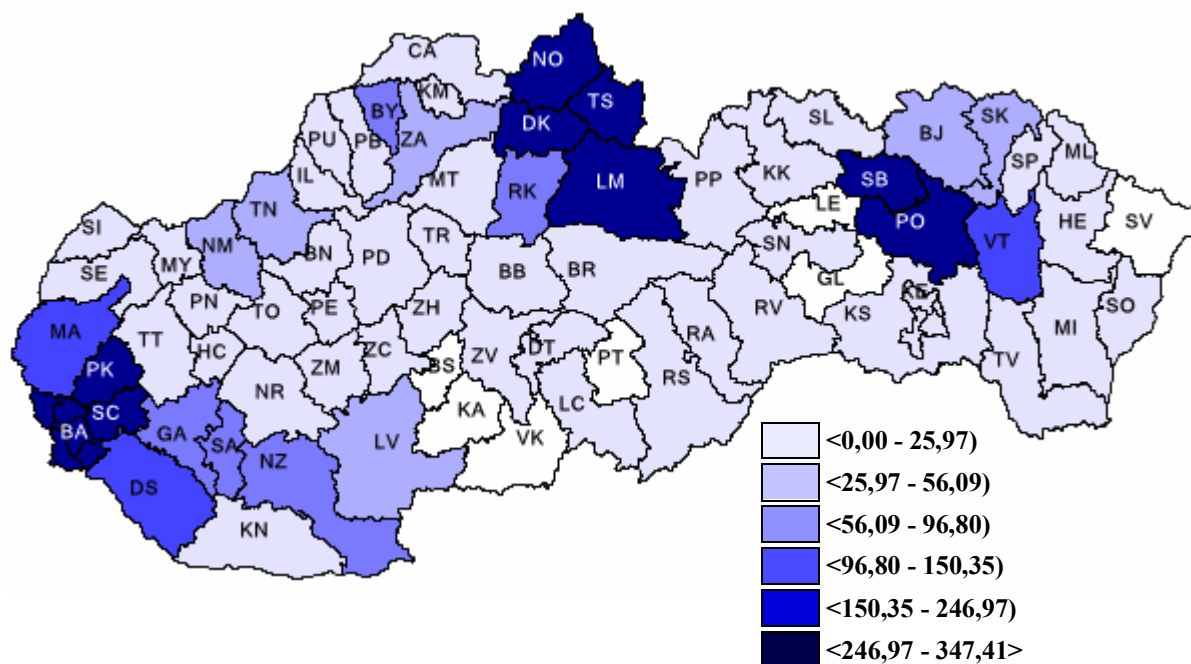 CA
NO
KM
TS
BY
DK
PU
PB
ZA
SL
BJ
SK
SP
ML
IL
MT
RK
LM
PP
KK
SB
LE
PO
HE
SV
TN
SI
NM
TR
SN
VT
SE
MY
BN
PD
BB
BR
GL
PN
TO
PE
ZH
RV
KS
KE
SO
MA
TT
HC
ZM
ZC
BS
ZV
DT
PT
RA
MI
TV
PK
NR
RS
SC
LC
KA
BA
GA
SA
NZ
LV
VK
DS
KN
<0,00 - 25,97)
<25,97 - 56,09)
<56,09 - 96,80)
<96,80 - 150,35)
<150,35 - 246,97)
<246,97 - 347,41>